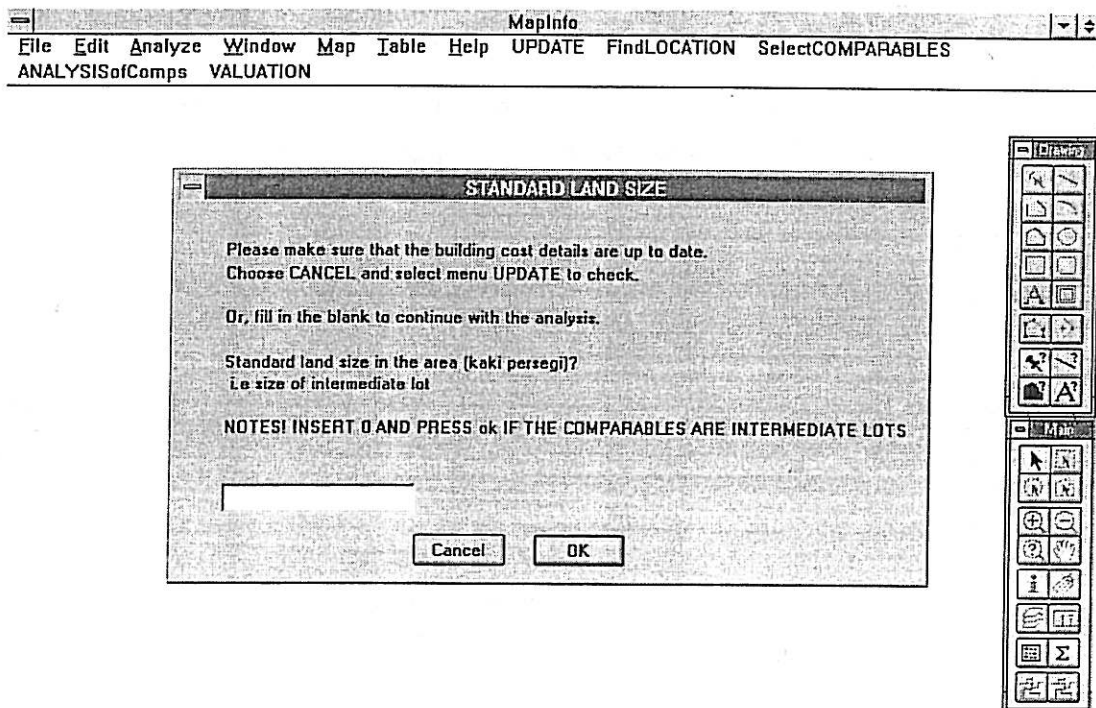 MapInfo
File Edit Analyze Window Map Table Help UPDATE FindLOCATION SelectCOMPARABLES
ANALYSISofComps VALUATION
Drawing
STANDARD LAND SIZE
Please make sure that the building cost details are up to date.
Choose CANCEL and select menu UPDATE to check.
Or, fill in the blank to continue with the analysis.
Standard land size in the area (kaki persegi)?
i.e size of intermediate lot
NOTES! INSERT 0 AND PRESS ok IF THE COMPARABLES ARE INTERMEDIATE LOTS
Main
Cancel OK